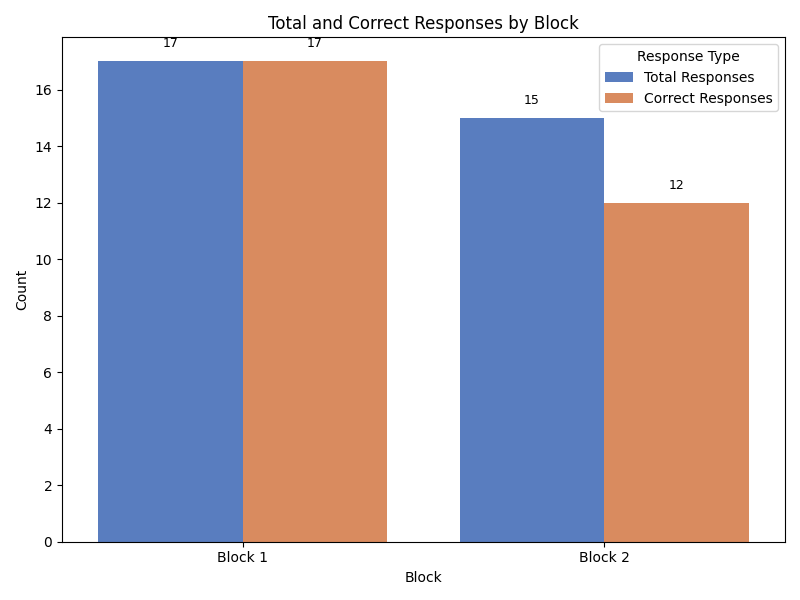 Total and Correct Responses by Block
17
17
15
12
Response Type
Total Responses
Correct Responses
Count
16
14
12
10
8
6
4
2
0
Block 1
Block 2
Block